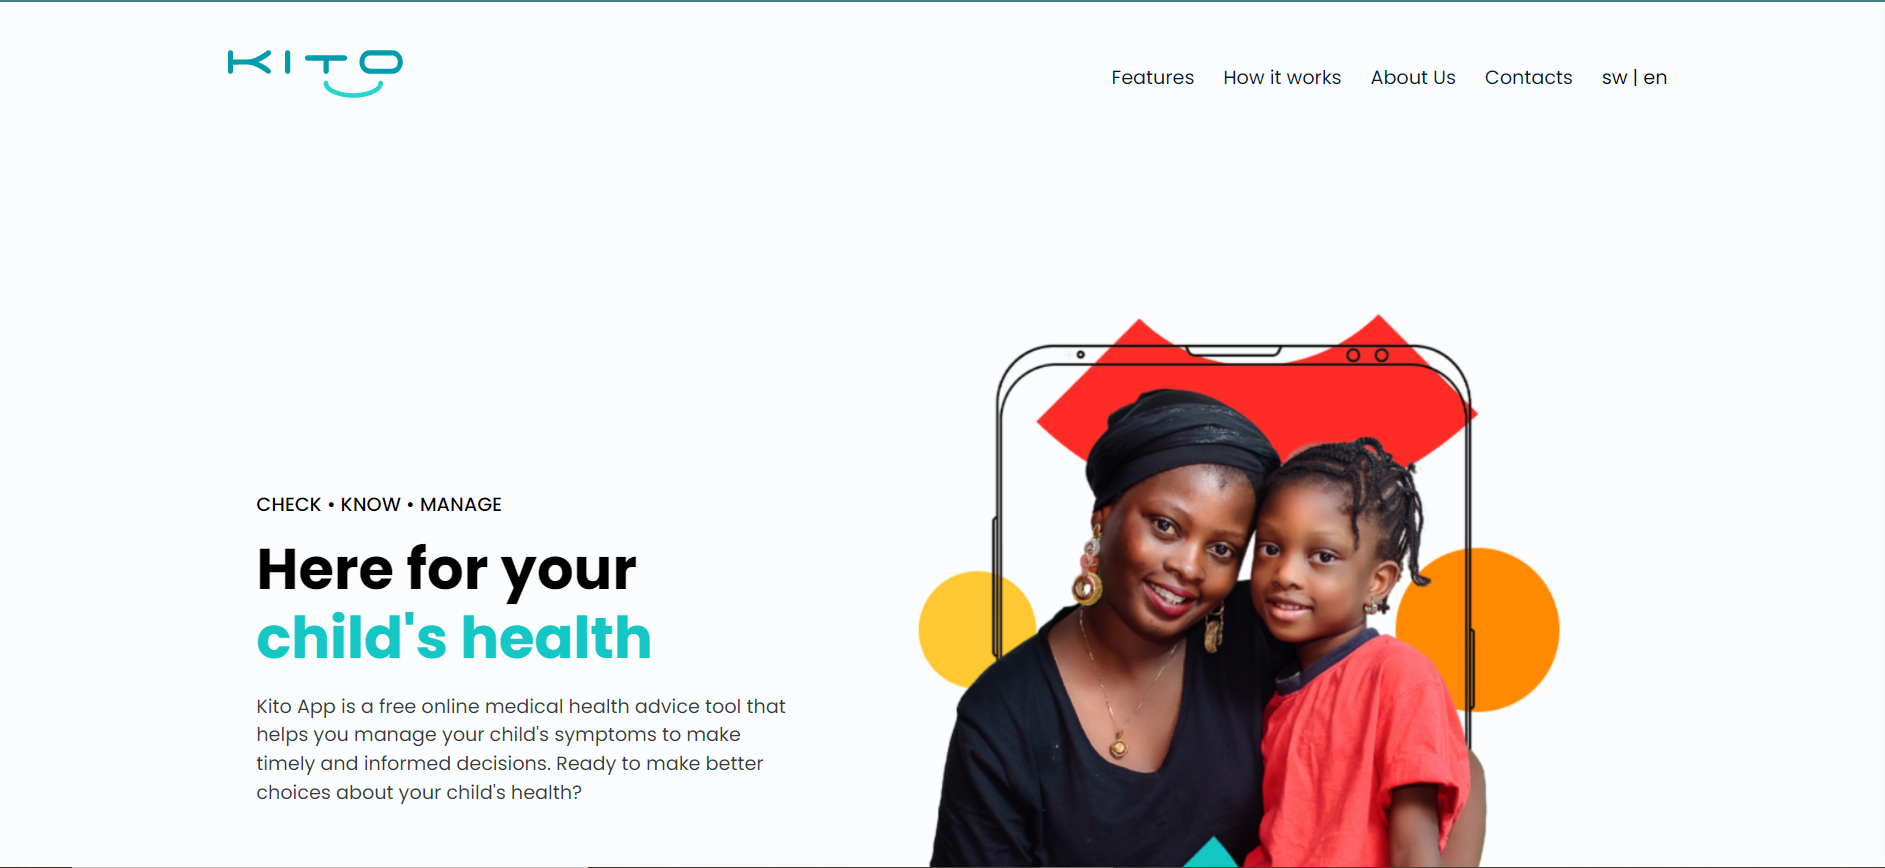 KITO
Features How it works About Us Contacts sw | en
CHECK • KNOW • MANAGE
Here for your
child's health
Kito App is a free online medical health advice tool that
helps you manage your child's symptoms to make
timely and informed decisions. Ready to make better
choices about your child's health?